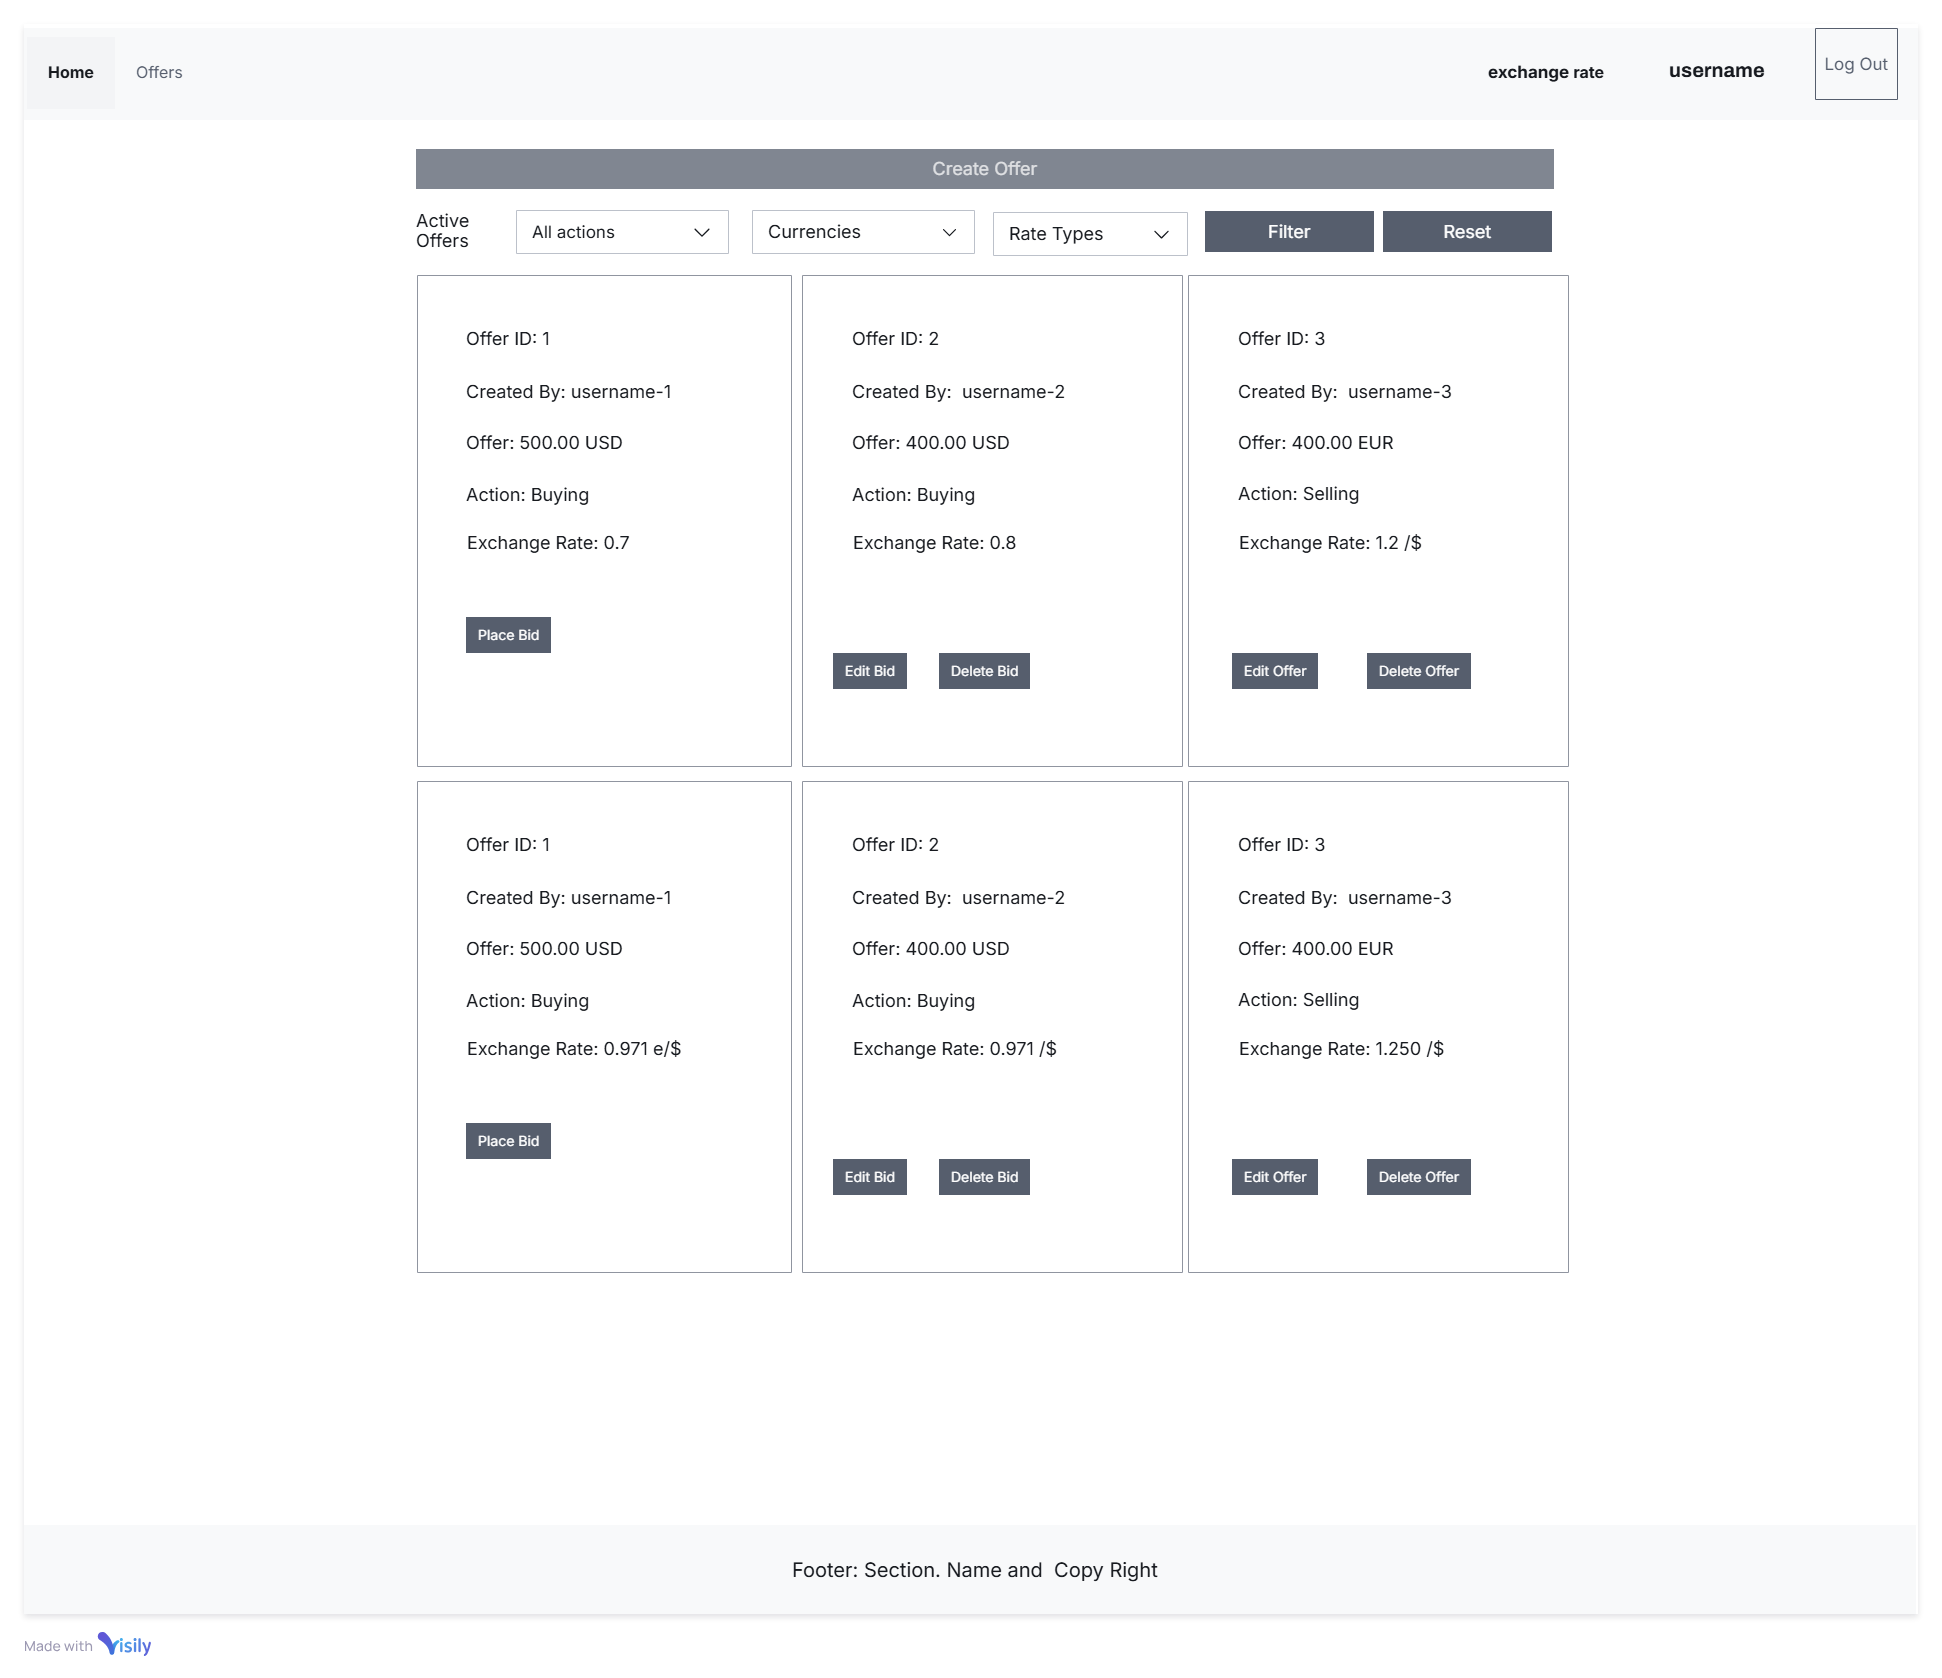 Home
Offers
exchange rate
username
Log Out
Create Offer
Active
Offers
All actions
Currencies
Rate Types
Filter
Reset
Offer ID: 1
Created By: username-1
Offer: 500.00 USD
Action: Buying
Exchange Rate: 0.7
Place Bid
Offer ID: 2
Created By:  username-2
Offer: 400.00 USD
Action: Buying
Exchange Rate: 0.8
Edit Bid
Delete Bid
Offer ID: 3
Created By:  username-3
Offer: 400.00 EUR
Action: Selling
Exchange Rate: 1.2 /$
Edit Offer
Delete Offer
Offer ID: 1
Created By: username-1
Offer: 500.00 USD
Action: Buying
Exchange Rate: 0.971 e/$
Place Bid
Offer ID: 2
Created By:  username-2
Offer: 400.00 USD
Action: Buying
Exchange Rate: 0.971 /$
Edit Bid
Delete Bid
Offer ID: 3
Created By:  username-3
Offer: 400.00 EUR
Action: Selling
Exchange Rate: 1.250 /$
Edit Offer
Delete Offer
Footer: Section. Name and  Copy Right
Made with Visily